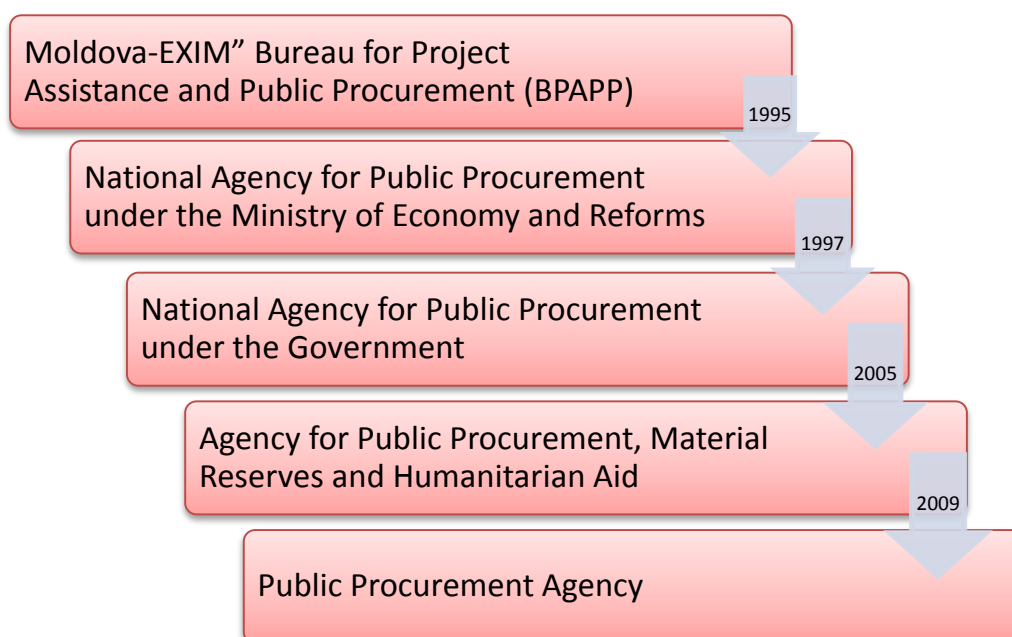 Moldova-EXIM” Bureau for Project
Assistance and Public Procurement (BPAPP)
1995
National Agency for Public Procurement
under the Ministry of Economy and Reforms
1997
National Agency for Public Procurement
under the Government
2005
Agency for Public Procurement, Material
Reserves and Humanitarian Aid
2009
Public Procurement Agency